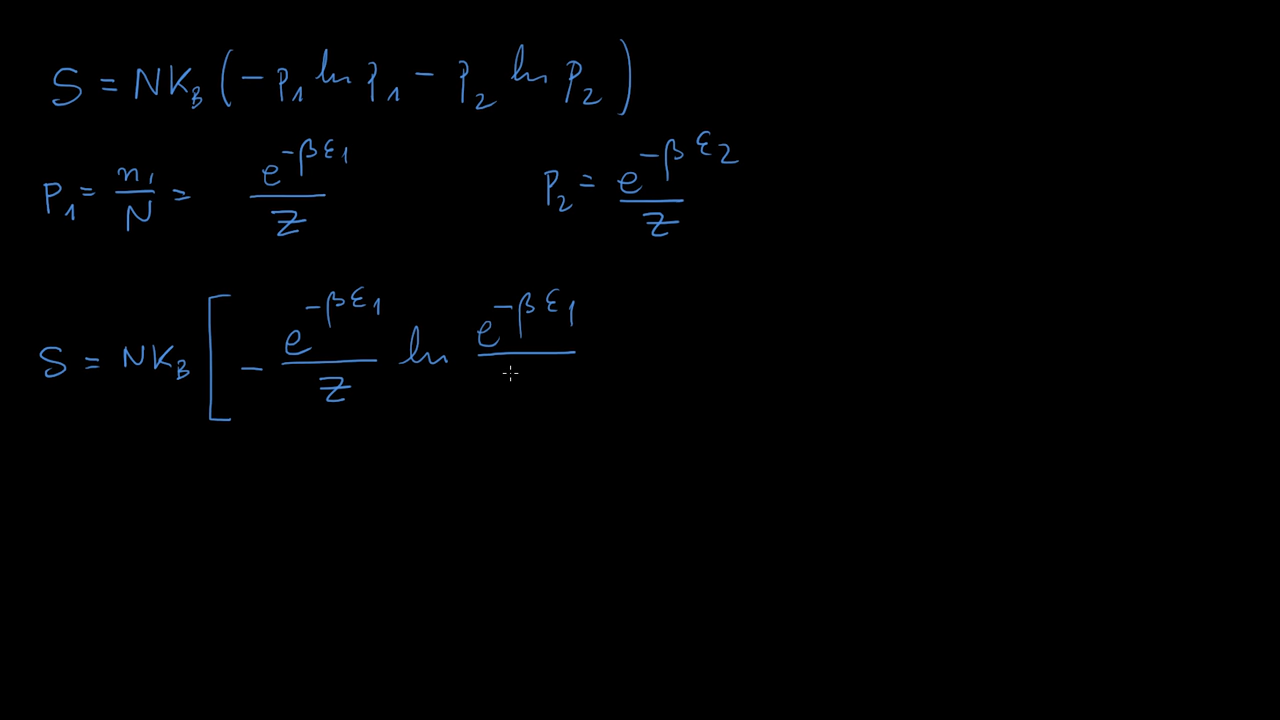 S = NK_B ( - P_1 ln P_1 - P_2 ln P_2 )
P_1 = n_1/N = e^{-βε_1}/Z P_2 = e^{-βε_2}/Z
S = NK_B [ - e^{-βε_1}/Z ln e^{-βε_1}/